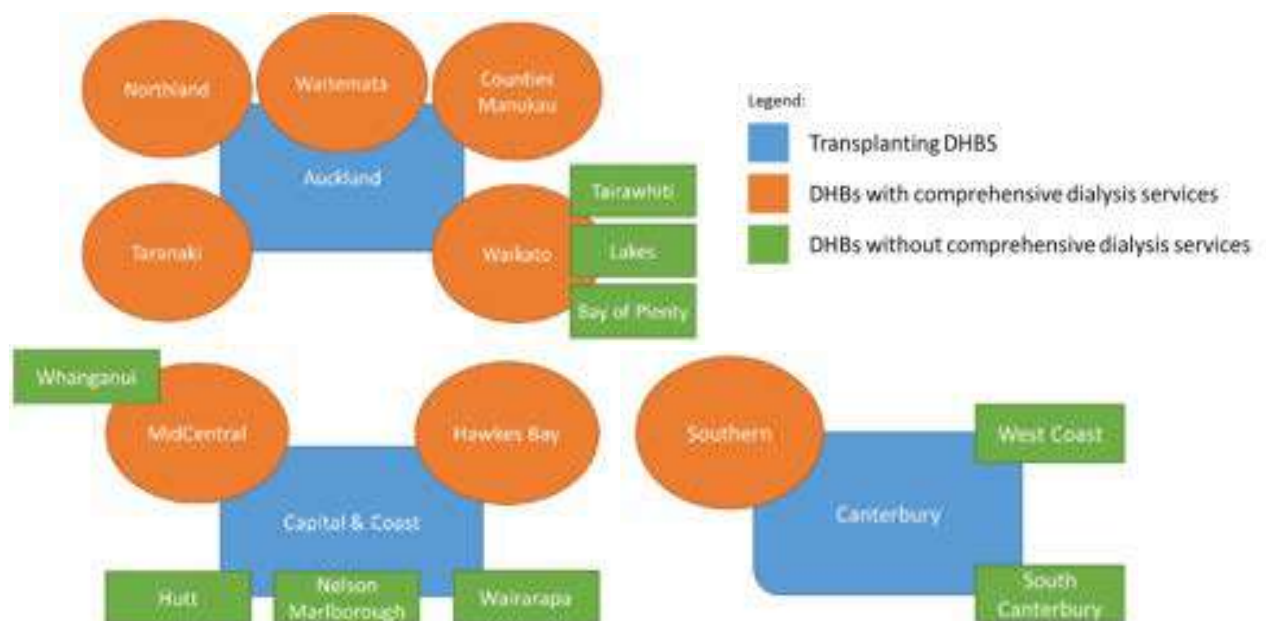 Northland
Waitemata
Counties
Manukau
Auckland
Taranaki
Waikato
Tairawhiti
Lakes
Bay of Plenty
Legend:
Transplanting DHBS
DHBs with comprehensive dialysis services
DHBs without comprehensive dialysis services
Whanganui
MidCentral
Hawkes Bay
Capital & Coast
Hutt
Nelson
Marlborough
Wairarapa
Southern
West Coast
Canterbury
South
Canterbury